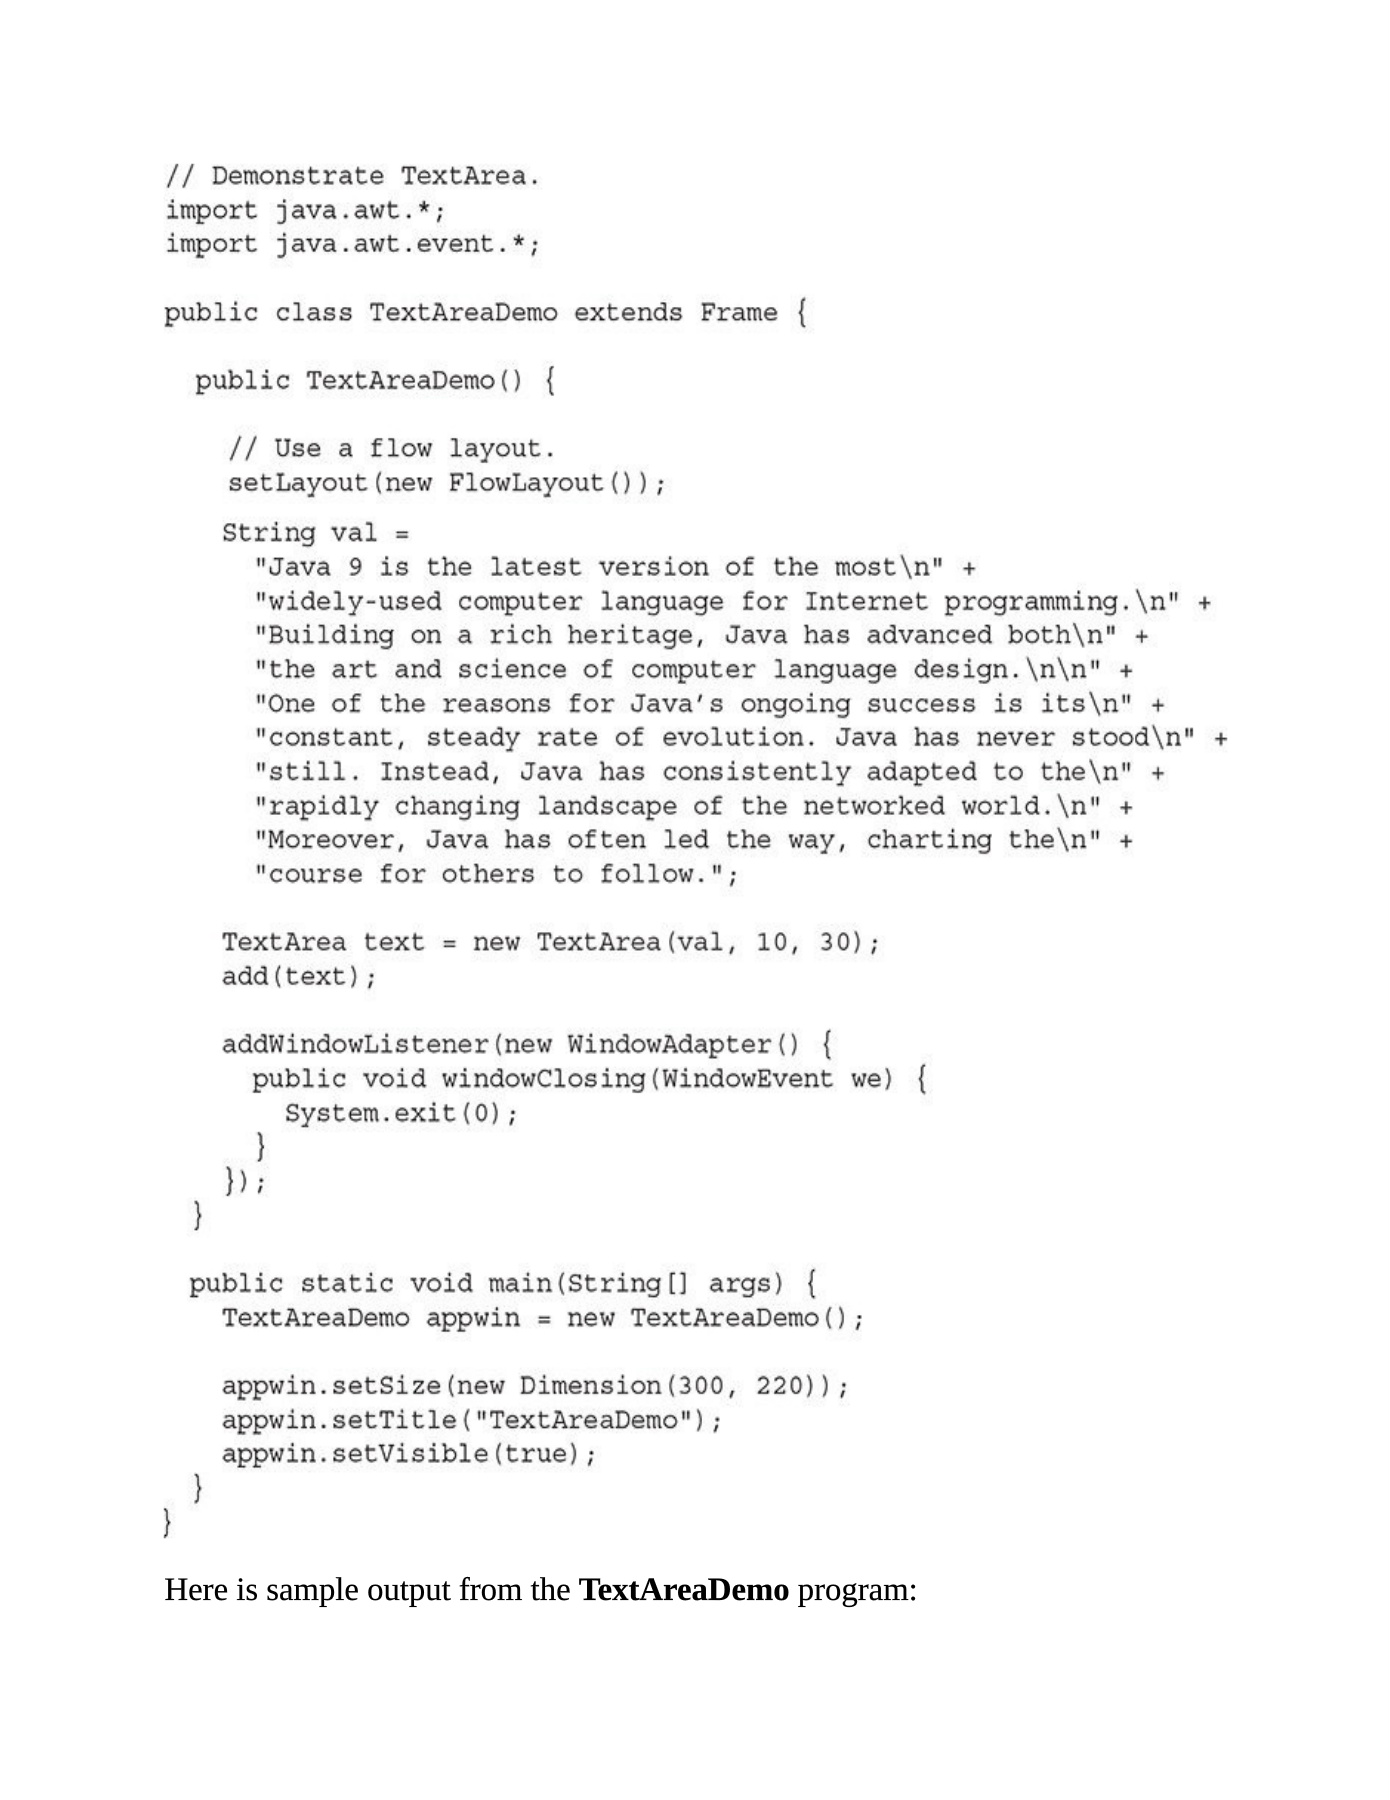 // Demonstrate TextArea.
import java.awt.*;
import java.awt.event.*;

public class TextAreaDemo extends Frame {

  public TextAreaDemo() {

    // Use a flow layout.
    setLayout(new FlowLayout());

    String val =
      "Java 9 is the latest version of the most\n" +
      "widely-used computer language for Internet programming.\n" +
      "Building on a rich heritage, Java has advanced both\n" +
      "the art and science of computer language design.\n\n" +
      "One of the reasons for Java’s ongoing success is its\n" +
      "constant, steady rate of evolution. Java has never stood\n" +
      "still. Instead, Java has consistently adapted to the\n" +
      "rapidly changing landscape of the networked world.\n" +
      "Moreover, Java has often led the way, charting the\n" +
      "course for others to follow.";

    TextArea text = new TextArea(val, 10, 30);
    add(text);

    addWindowListener(new WindowAdapter() {
      public void windowClosing(WindowEvent we) {
        System.exit(0);
      }
    });
  }

  public static void main(String[] args) {
    TextAreaDemo appwin = new TextAreaDemo();

    appwin.setSize(new Dimension(300, 220));
    appwin.setTitle("TextAreaDemo");
    appwin.setVisible(true);
  }
}

Here is sample output from the TextAreaDemo program: